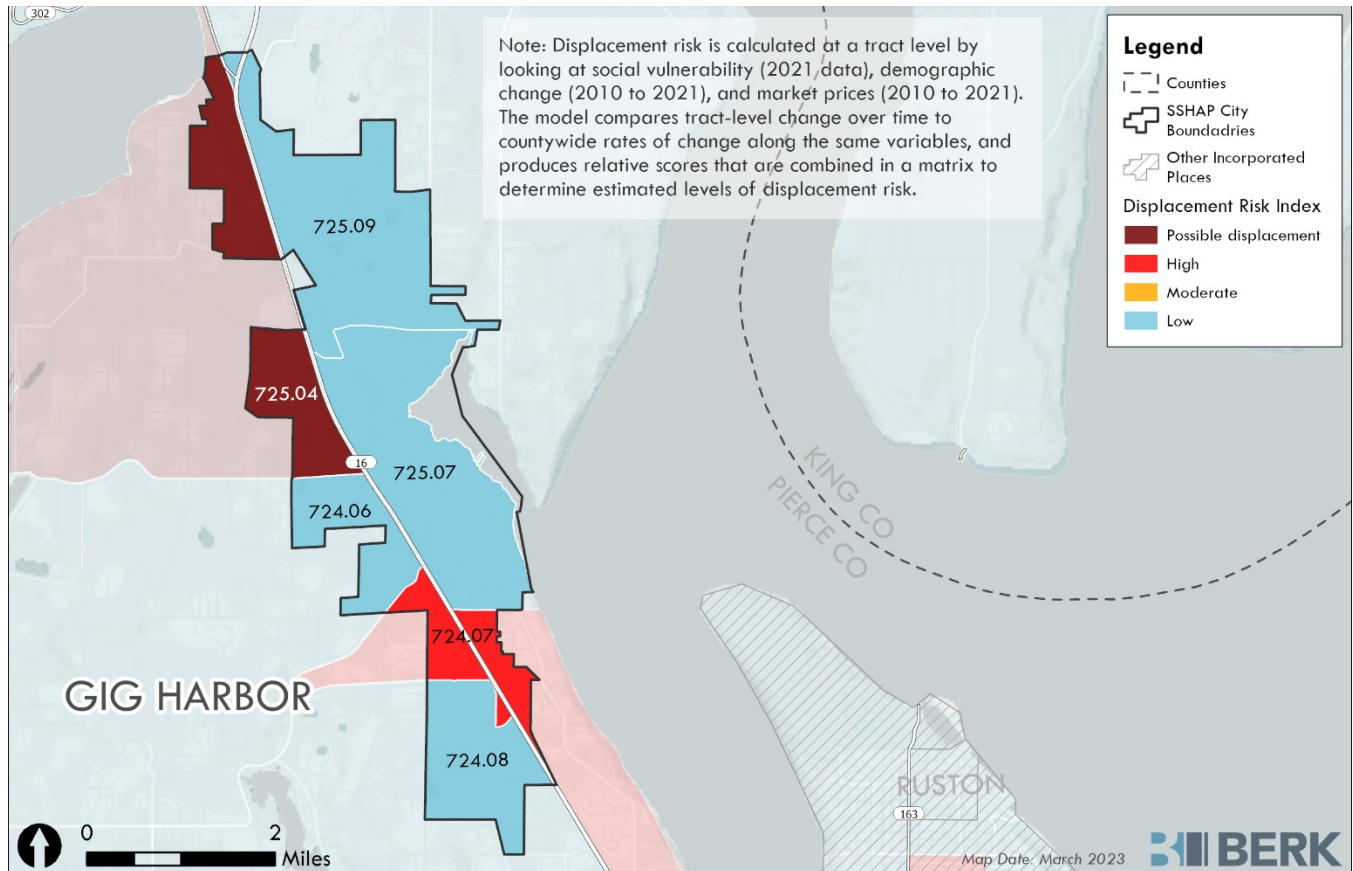 302
Note: Displacement risk is calculated at a tract level by
looking at social vulnerability (2021 data), demographic
change (2010 to 2021), and market prices (2010 to 2021).
The model compares tract-level change over time to
countywide rates of change along the same variables, and
produces relative scores that are combined in a matrix to
determine estimated levels of displacement risk.
Legend
Counties
SSHAP City
Boundadries
Other Incorporated
Places
Displacement Risk Index
Possible displacement
High
Moderate
Low
725.09
725.04
16
725.07
724.06
KING CO
PIERCE CO
724.07
GIG HARBOR
724.08
RUSTON
163
0 2
Miles
Map Date: March 2023
BERK